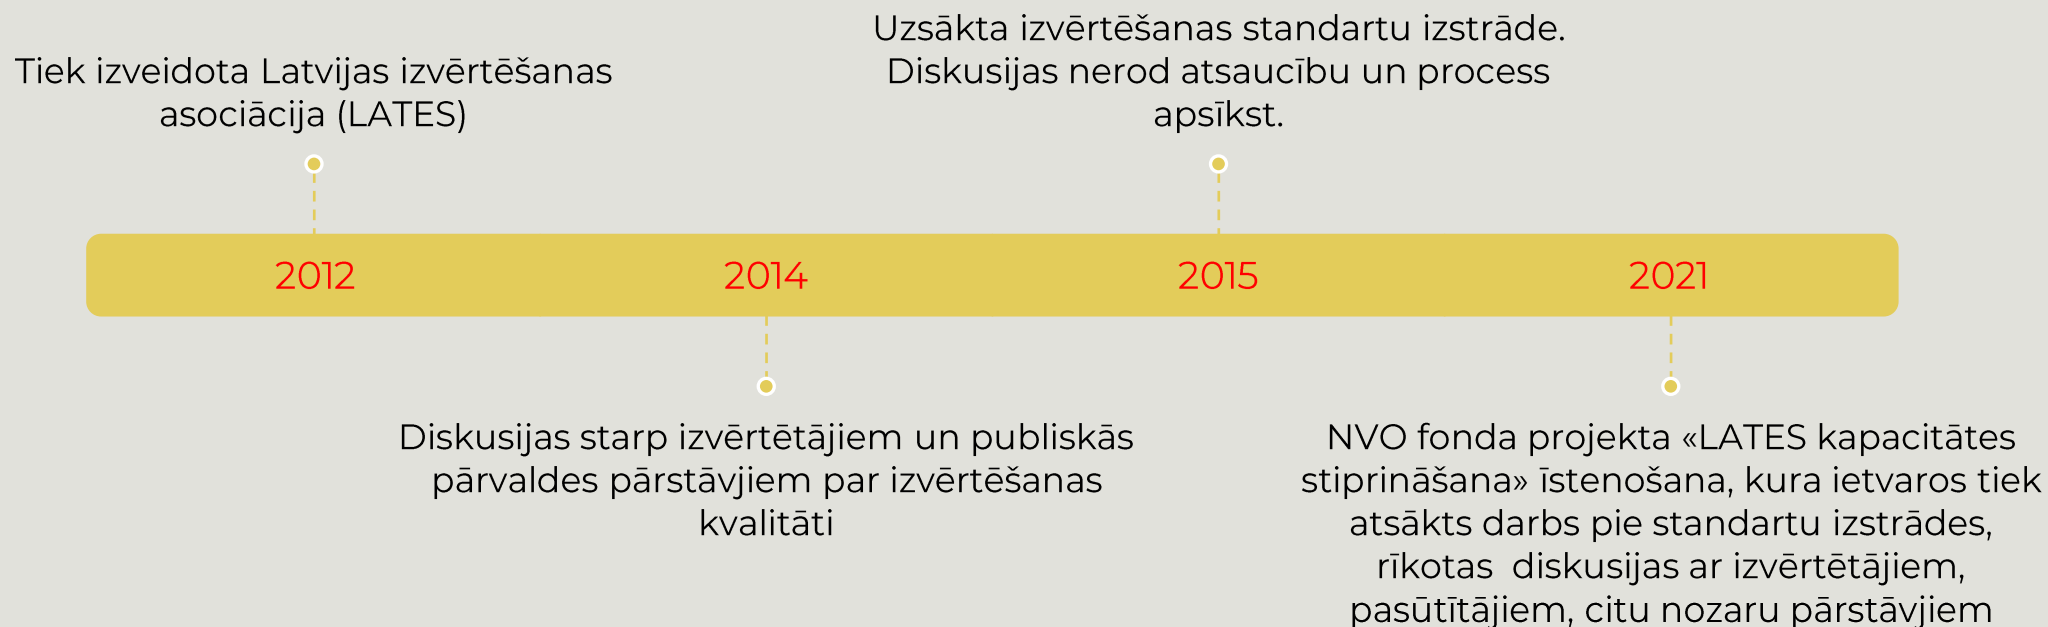 Tiek izveidota Latvijas izvērtēšanas
asociācija (LATES)
Uzsākta izvērtēšanas standartu izstrāde.
Diskusijas nerod atsaucību un process
apsīkst.
2012
2014
2015
2021
Diskusijas starp izvērtētājiem un publiskās
pārvaldes pārstāvjiem par izvērtēšanas
kvalitāti
NVO fonda projekta «LATES kapacitātes
stiprināšana» īstenošana, kura ietvaros tiek
atsākts darbs pie standartu izstrādes,
rīkotas  diskusijas ar izvērtētājiem,
pasūtītājiem, citu nozaru pārstāvjiem